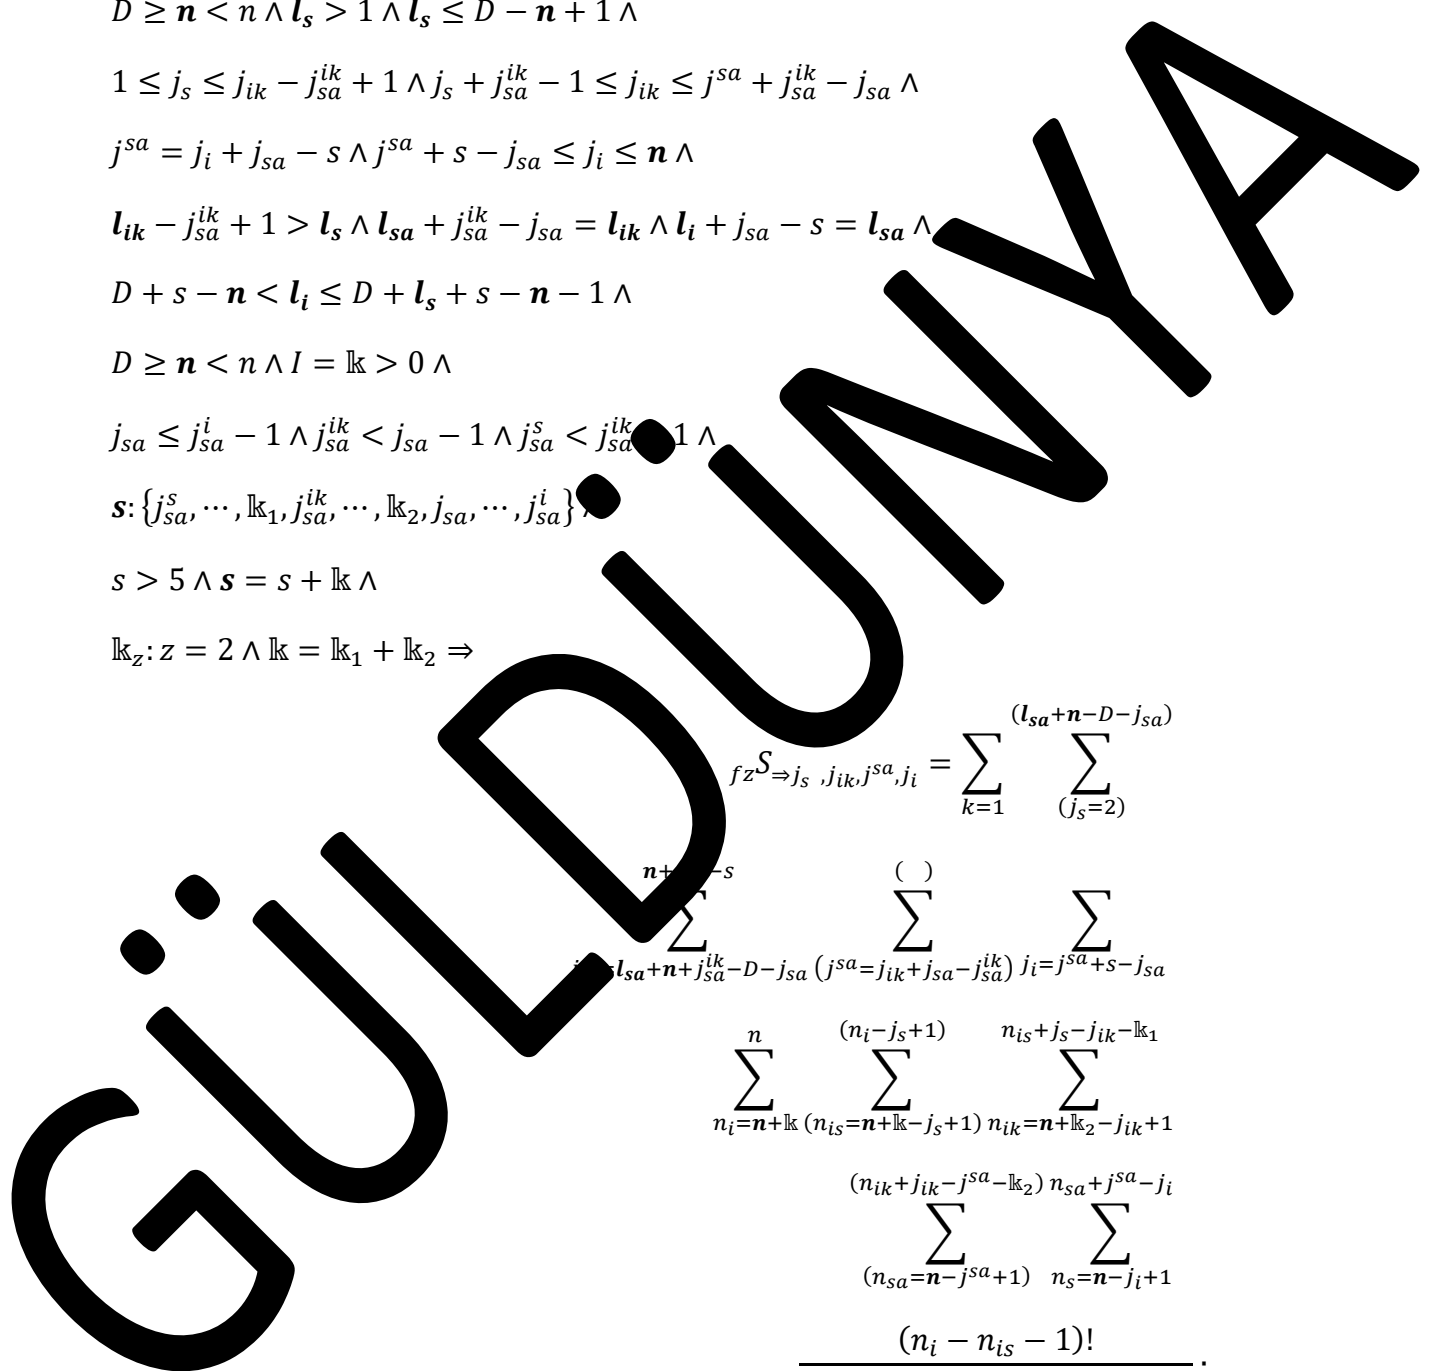 D ≥ n < n ∧ l_s > 1 ∧ l_s ≤ D − n + 1 ∧
1 ≤ j_s ≤ j_{ik} − j_{sa}^{ik} + 1 ∧ j_s + j_{sa}^{ik} − 1 ≤ j_{ik} ≤ j^{sa} + j_{sa}^{ik} − j_{sa} ∧
j^{sa} = j_i + j_{sa} − s ∧ j^{sa} + s − j_{sa} ≤ j_i ≤ n ∧
l_{ik} − j_{sa}^{ik} + 1 > l_s ∧ l_{sa} + j_{sa}^{ik} − j_{sa} = l_{ik} ∧ l_i + j_{sa} − s = l_{sa} ∧
D + s − n < l_i ≤ D + l_s + s − n − 1 ∧
D ≥ n < n ∧ I = 𝕜 > 0 ∧
j_{sa} ≤ j_{sa}^{i} − 1 ∧ j_{sa}^{ik} < j_{sa} − 1 ∧ j_{sa}^{s} < j_{sa}^{ik} 1 ∧
s: {j_{sa}^{s}, ⋯, 𝕜_1, j_{sa}^{ik}, ⋯, 𝕜_2, j_{sa}, ⋯, j_{sa}^{i}}
s > 5 ∧ s = s + 𝕜 ∧
𝕜_z: z = 2 ∧ 𝕜 = 𝕜_1 + 𝕜_2 ⇒
_{fz}S_{⇒j_s ,j_{ik},j^{sa},j_i} = ∑_{k=1} ∑_{(j_s=2)}^{(l_{sa}+n−D−j_{sa})}
∑_{l_{sa}+n+j_{sa}^{ik}−D−j_{sa}}^{n+ −s} ∑_{(j^{sa}=j_{ik}+j_{sa}−j_{sa}^{ik})}^{( )} ∑_{j_i=j^{sa}+s−j_{sa}}
∑_{n_i=n+𝕜}^{n} ∑_{(n_{is}=n+𝕜−j_s+1)}^{(n_i−j_s+1)} ∑_{n_{ik}=n+𝕜_2−j_{ik}+1}^{n_{is}+j_s−j_{ik}−𝕜_1}
∑_{(n_{sa}=n−j^{sa}+1)}^{(n_{ik}+j_{ik}−j^{sa}−𝕜_2)} ∑_{n_s=n−j_i+1}^{n_{sa}+j^{sa}−j_i}
(n_i − n_{is} − 1)! .
GÜLDÜNYA